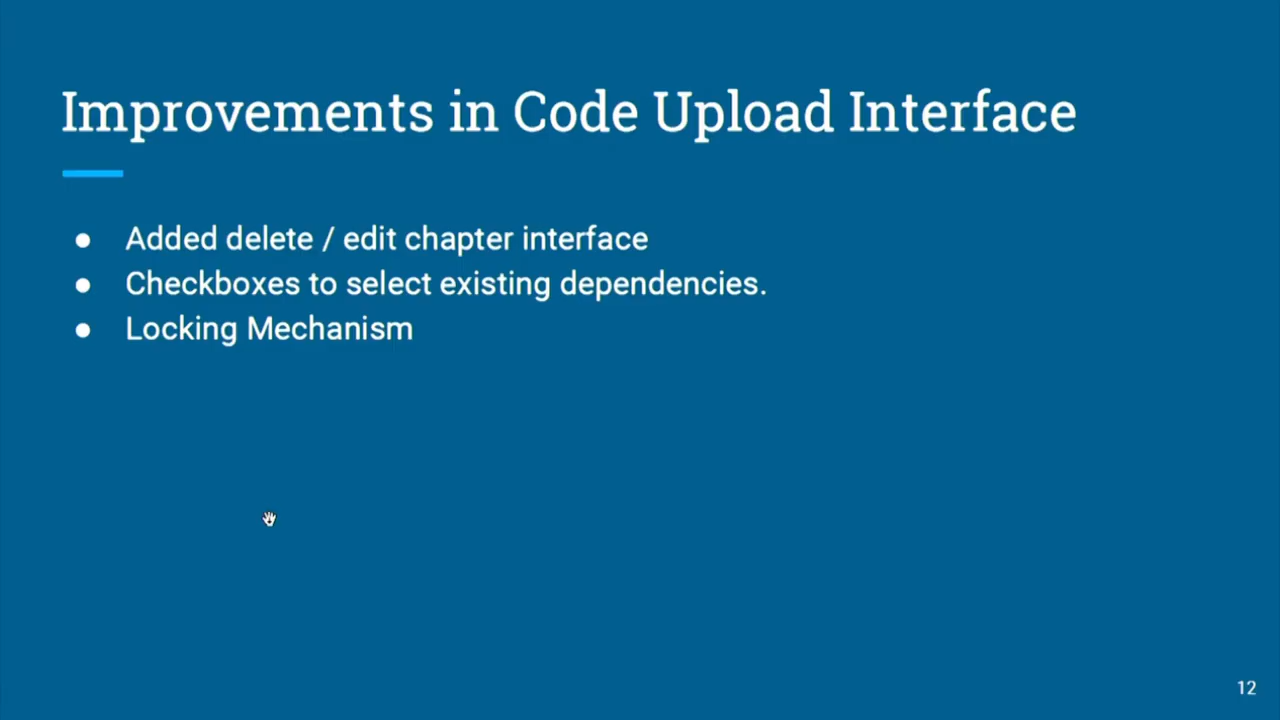 Improvements in Code Upload Interface
● Added delete / edit chapter interface
● Checkboxes to select existing dependencies.
● Locking Mechanism
12